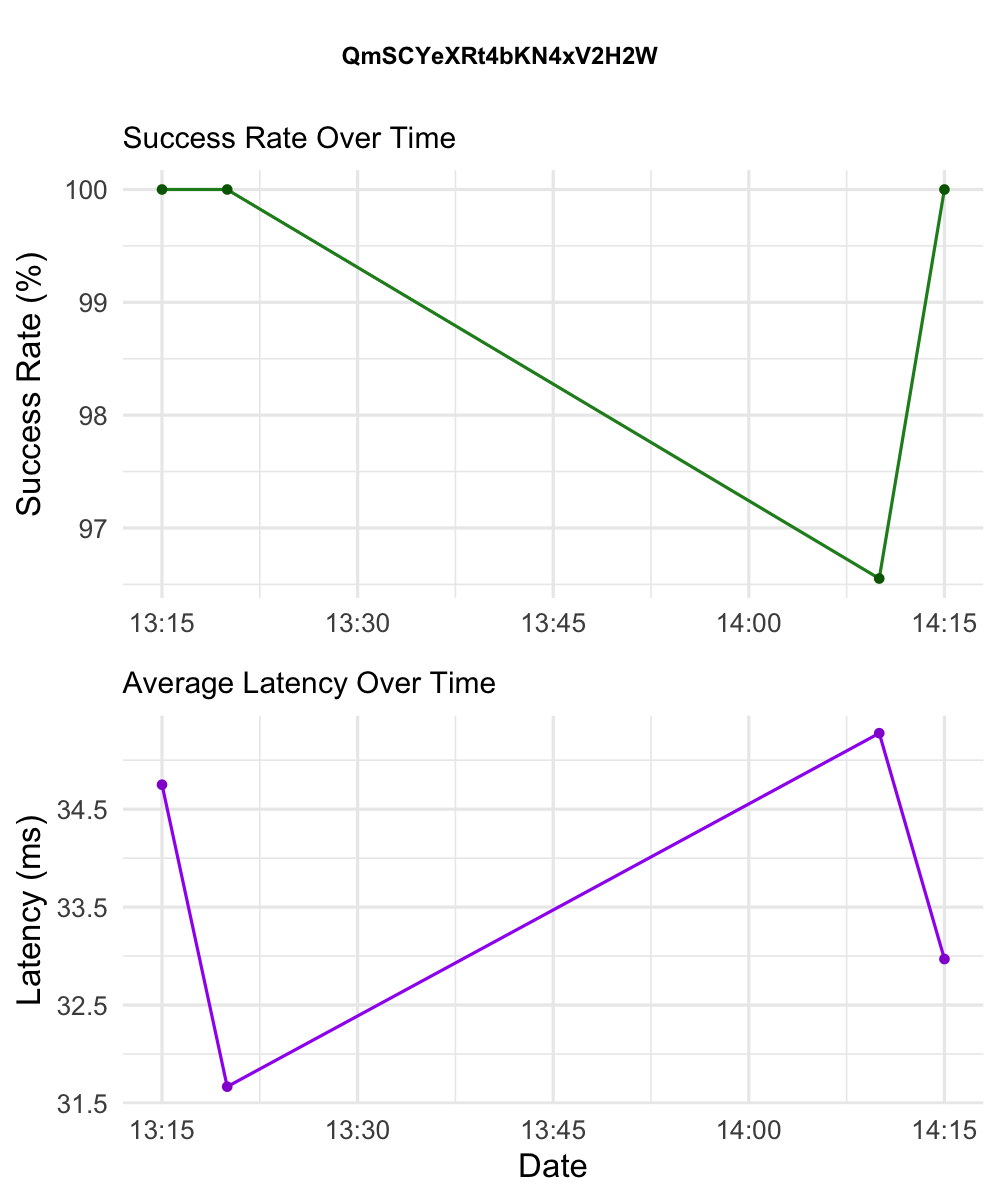 QmSCYeXRt4bKN4xV2H2W
Success Rate Over Time
Success Rate (%)
100
99
98
97
13:15 13:30 13:45 14:00 14:15
Average Latency Over Time
Latency (ms)
34.5
33.5
32.5
31.5
13:15 13:30 13:45 14:00 14:15
Date